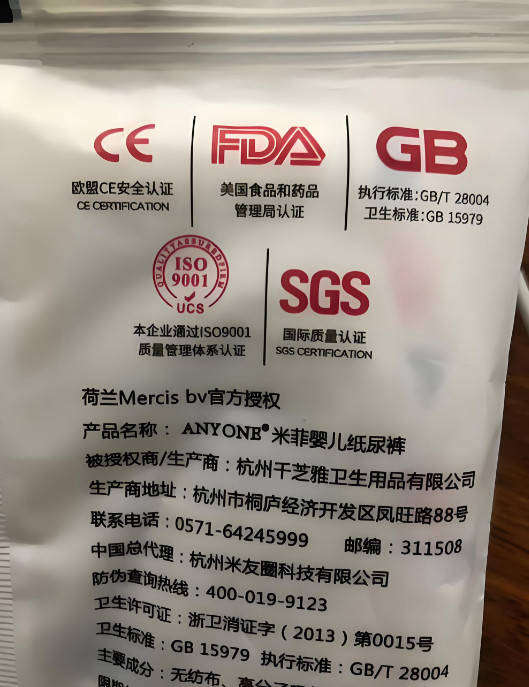 CE
欧盟CE安全认证
CE CERTIFICATION
FDA
美国食品和药品
管理局认证
GB
执行标准:GB/T 28004
卫生标准:GB 15979
QUALITYASSUREDFIRM
ISO
9001
UCS
本企业通过ISO9001
质量管理体系认证
SGS
国际质量认证
SGS CERTIFICATION
荷兰Mercis bv官方授权
产品名称： ANYONE®米菲婴儿纸尿裤
被授权商/生产商：杭州干芝雅卫生用品有限公司
生产商地址：杭州市桐庐经济开发区凤旺路88号
联系电话：0571-64245999 邮编：311508
中国总代理：杭州米友圈科技有限公司
防伪查询热线：400-019-9123
卫生许可证：浙卫消证字（2013）第0015号
卫生标准：GB 15979 执行标准：GB/T 28004
主要成分：无纺布、高分子